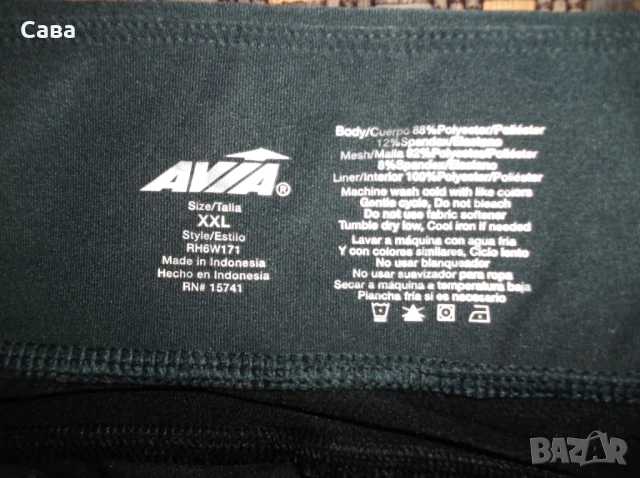 Caba
AVIA®
Size/Talla
XXL
Style/Estilo
RH6W171
Made in Indonesia
Hecho en Indonesia
RN# 15741
Body/Cuerpo 88%Polyester/Poliéster
12%Spandex/Elastano
Mesh/Malla 92%Polyester/Poliéster
8%Spandex/Elastano
Liner/Interior 100%Polyester/Poliéster
Machine wash cold with like colors
Gentle cycle, Do not bleach
Do not use fabric softener
Tumble dry low, Cool iron if needed
Lavar a máquina con agua fria
Y con colores similares, Ciclo lento
No usar blanqueador
No usar suavizador para ropa
Secar a máquina a temperatura baja
Plancha fría si es necesario
BAZAR